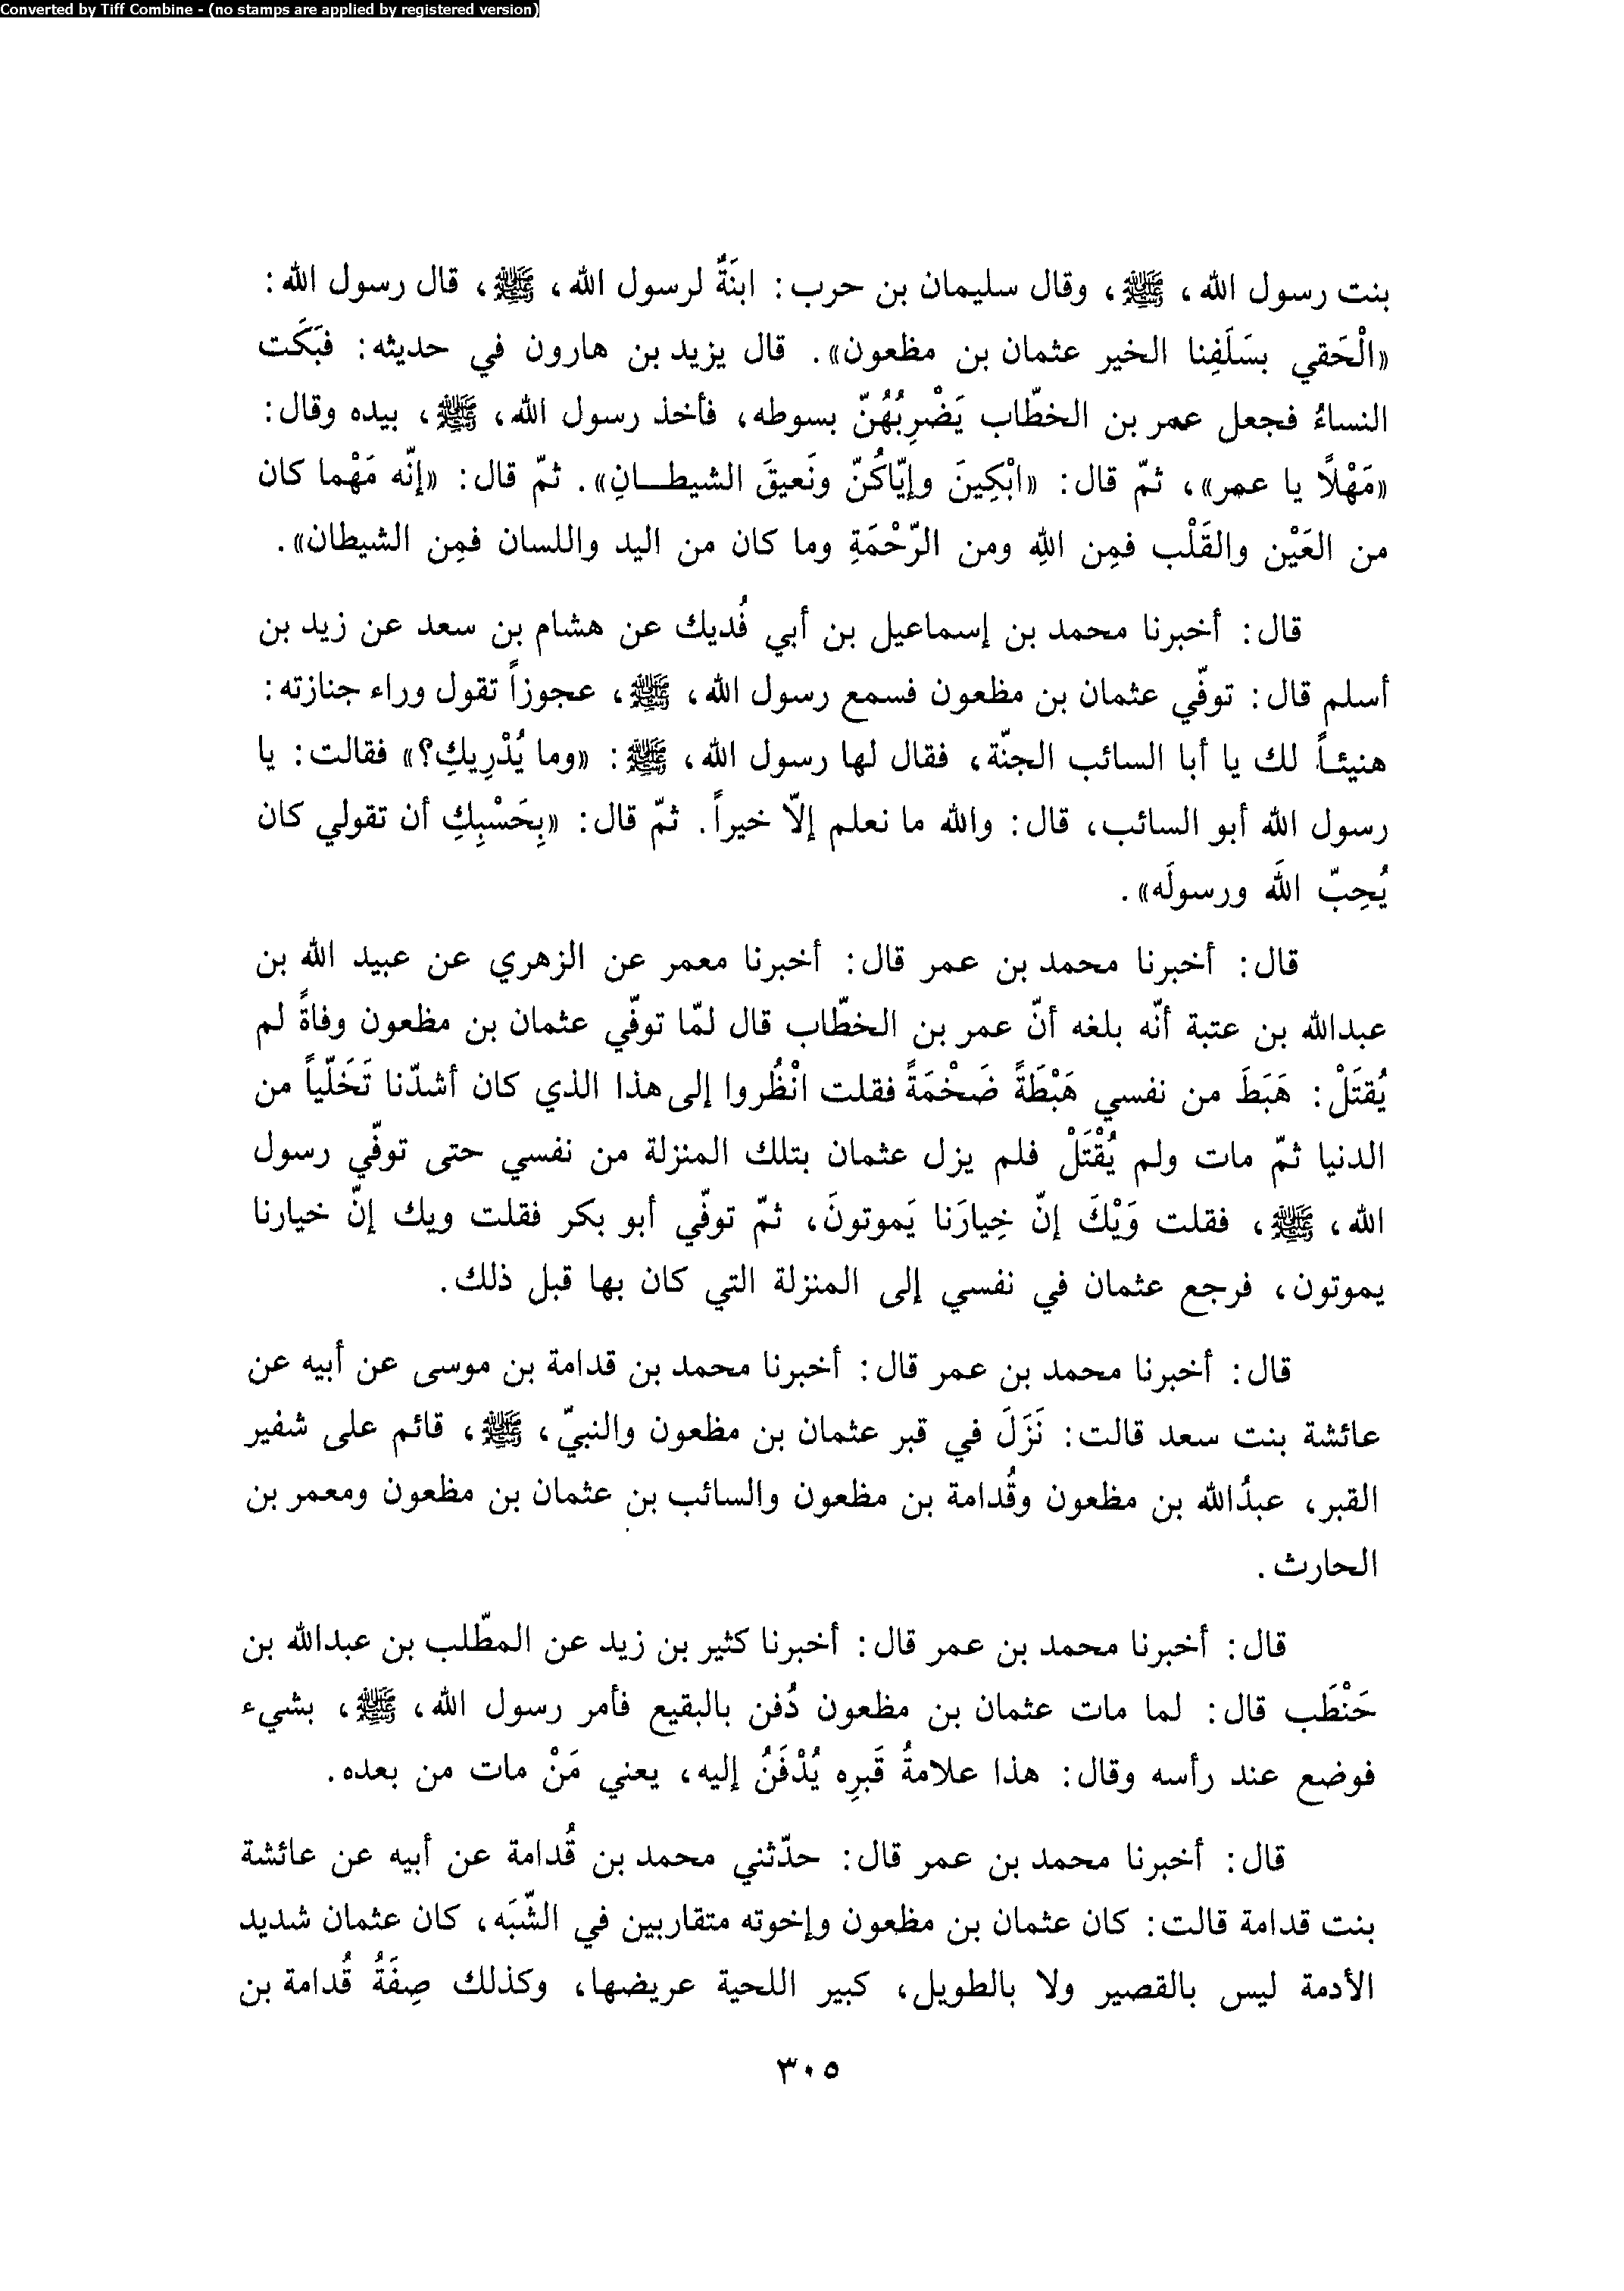 Converted by Tiff Combine - (no stamps are applied by registered version)
بنت رسول الله، ﷺ، وقال سليمان بن حرب: ابنَةٌ لرسول الله، ﷺ، قال رسول الله:
«الْحَقي بسَلَفِنا الخير عثمان بن مظعون». قال يزيد بن هارون في حديثه: فبَكَت
النساءُ فجعل عمر بن الخطّاب يَضْرِبُهُنّ بسوطه، فأخذ رسول الله، ﷺ، بيده وقال:
«مَهْلًا يا عمر»، ثمّ قال: «ابْكِينَ وإيّاكُنّ ونَعيقَ الشيطـــانِ». ثمّ قال: «إنّه مَهْما كان
من العَيْن والقَلْب فمِن اللهِ ومن الرّحْمَةِ وما كان من اليد واللسان فمِن الشيطان».
قال: أخبرنا محمد بن إسماعيل بن أبي فُديك عن هشام بن سعد عن زيد بن
أسلم قال: توفّي عثمان بن مظعون فسمع رسول الله، ﷺ، عجوزاً تقول وراء جنازته:
هنيئـاً لك يا أبا السائب الجنّة، فقال لها رسول الله، ﷺ: «وما يُدْرِيكِ؟» فقالت: يا
رسول الله أبو السائب، قال: والله ما نعلم إلّا خيراً. ثمّ قال: «بِحَسْبِكِ أن تقولي كان
يُحِبّ اللهَ ورسولَه».
قال: أخبرنا محمد بن عمر قال: أخبرنا معمر عن الزهري عن عبيد الله بن
عبدالله بن عتبة أنّه بلغه أنّ عمر بن الخطّاب قال لمّا توفّي عثمان بن مظعون وفاةً لم
يُقتَلْ: هَبَطَ من نفسي هَبْطَةً ضَخْمَةً فقلت انْظُروا إلى هذا الذي كان أشدّنا تَخَلّياً من
الدنيا ثمّ مات ولم يُقْتَلْ فلم يزل عثمان بتلك المنزلة من نفسي حتى توفّي رسول
الله، ﷺ، فقلت وَيْكَ إنّ خِيارَنا يَموتونَ، ثمّ توفّي أبو بكر فقلت ويك إنّ خيارنا
يموتون، فرجع عثمان في نفسي إلى المنزلة التي كان بها قبل ذلك.
قال: أخبرنا محمد بن عمر قال: أخبرنا محمد بن قدامة بن موسى عن أبيه عن
عائشة بنت سعد قالت: نَزَلَ في قبر عثمان بن مظعون والنبيّ، ﷺ، قائم على شفير
القبر، عبدُالله بن مظعون وقُدامة بن مظعون والسائب بن عثمان بن مظعون ومعمر بن
الحارث.
قال: أخبرنا محمد بن عمر قال: أخبرنا كثير بن زيد عن المطّلب بن عبدالله بن
حَنْطَب قال: لما مات عثمان بن مظعون دُفن بالبقيع فأمر رسول الله، ﷺ، بشيء
فوضع عند رأسه وقال: هذا علامةُ قَبرِه يُدْفَنُ إليه، يعني مَنْ مات من بعده.
قال: أخبرنا محمد بن عمر قال: حدّثني محمد بن قُدامة عن أبيه عن عائشة
بنت قدامة قالت: كان عثمان بن مظعون وإخوته متقاربين في الشّبَه، كان عثمان شديد
الأدمة ليس بالقصير ولا بالطويل، كبير اللحية عريضها، وكذلك صِفَةُ قُدامة بن
٣٠٥